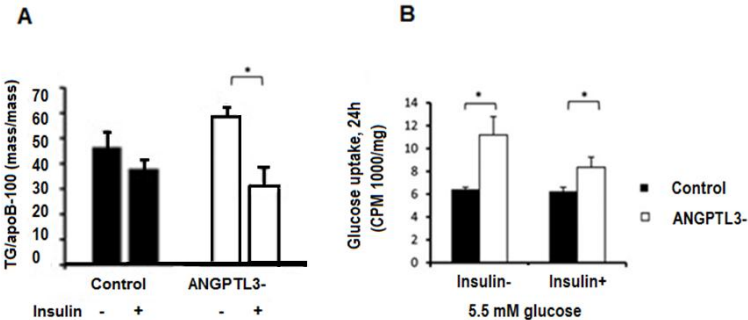 A
TG/apoB-100 (mass/mass)
70
60
50
40
30
20
10
0
*
Control ANGPTL3-
Insulin - + - +
B
Glucose uptake, 24h
(CPM 1000/mg)
14
12
10
8
6
4
2
0
* *
Insulin- Insulin+
5.5 mM glucose
Control
ANGPTL3-